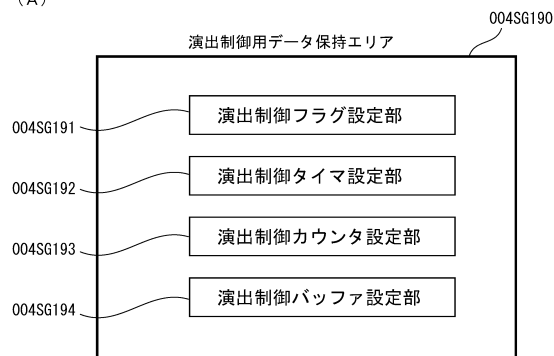 (A)
004SG190
演出制御用データ保持エリア
演出制御フラグ設定部
004SG191
演出制御タイマ設定部
004SG192
演出制御カウンタ設定部
004SG193
演出制御バッファ設定部
004SG194